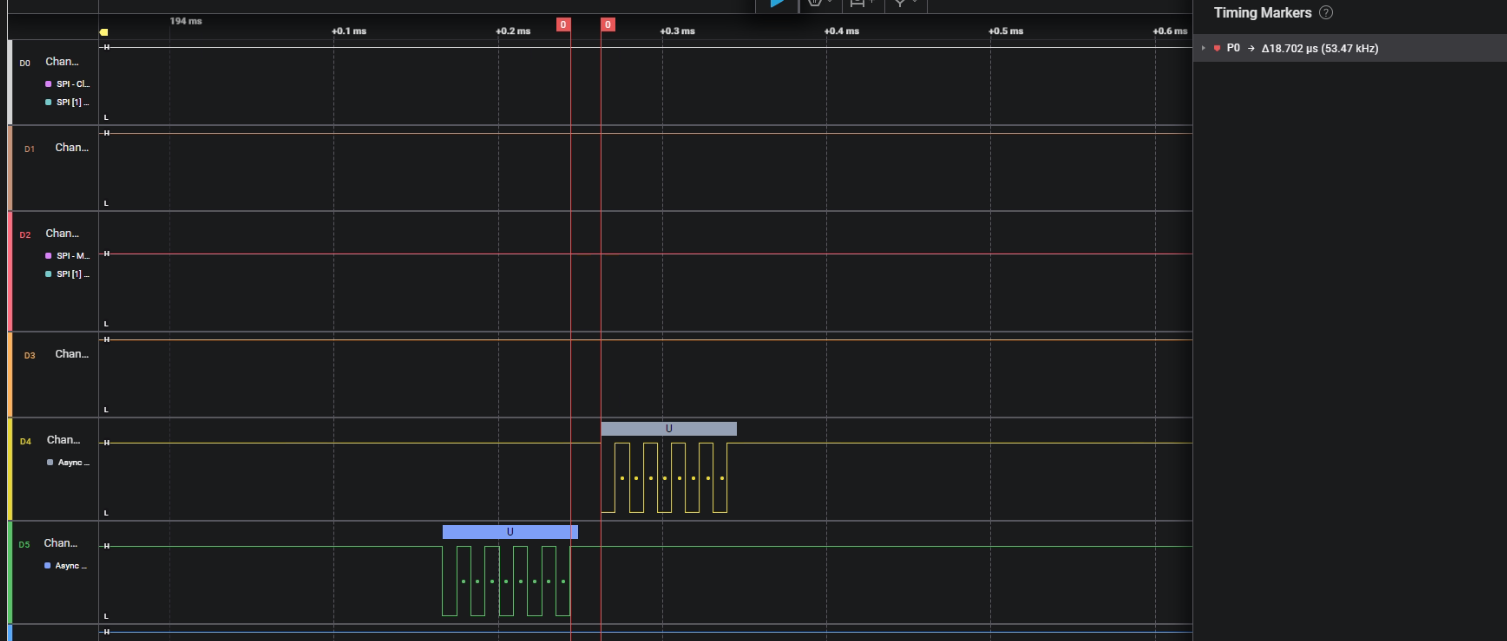 Timing Markers ?
194 ms
+0.1 ms
+0.2 ms
0
0
+0.3 ms
+0.4 ms
+0.5 ms
+0.6 ms
P0 → Δ18.702 µs (53.47 kHz)
H
D0 Chan...
SPI - Cl...
SPI [1] ...
L
H
D1 Chan...
L
D2 Chan...
H
SPI - M...
SPI [1] ...
L
H
D3 Chan...
L
U
D4 Chan...
H
Async ...
L
U
D5 Chan...
H
Async ...
L
H